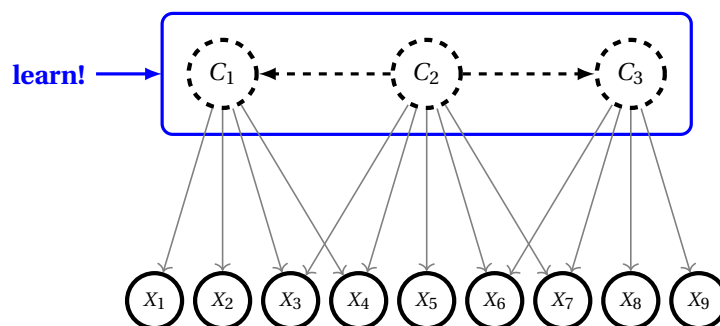 learn! C₁ C₂ C₃
X₁ X₂ X₃ X₄ X₅ X₆ X₇ X₈ X₉